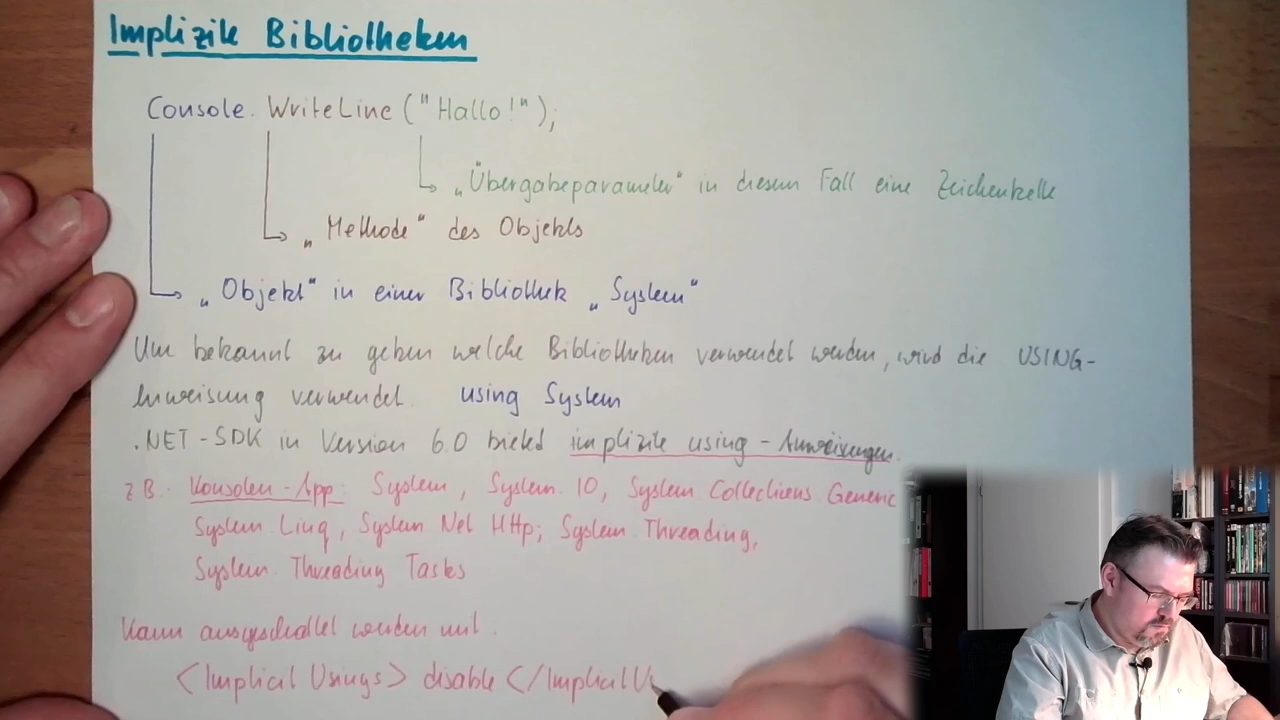 Implizite Bibliotheken
Console.WriteLine("Hallo!");
"Übergabeparameter" in diesem Fall eine Zeichenkette
"Methode" des Objekts
"Objekt" in einer Bibliothek "System"
Um bekannt zu geben welche Bibliotheken verwendet werden, wird die USING-
Anweisung verwendet. using System
.NET-SDK in Version 6.0 bietet implizite using-Anweisungen.
z.B. Konsolen-App: System, System.IO, System.Collections.Generic
System.Linq, System.Net.Http; System.Threading,
System.Threading.Tasks
Kann ausgeschaltet werden mit:
<Implicit Usings> disable </Implicit U